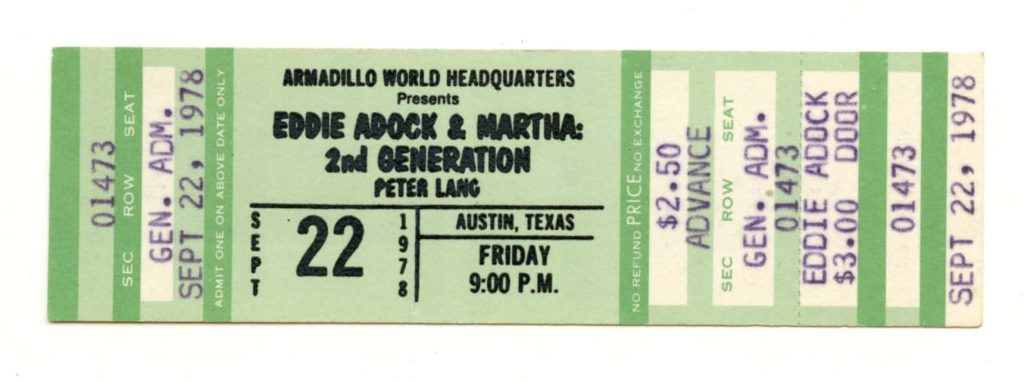 01473
SEC ROW SEAT
GEN. ADM.
SEPT 22, 1978
ADMIT ONE ON ABOVE DATE ONLY
ARMADILLO WORLD HEADQUARTERS
Presents
EDDIE ADOCK & MARTHA:
2nd GENERATION
PETER LANG
SEPT
22
1978
AUSTIN, TEXAS
FRIDAY
9:00 P.M.
NO REFUND PRICE NO EXCHANGE
$2.50
ADVANCE
SEC ROW SEAT
GEN. ADM.
01473
EDDIE ADOCK
$3.00 DOOR
01473
SEPT 22, 1978